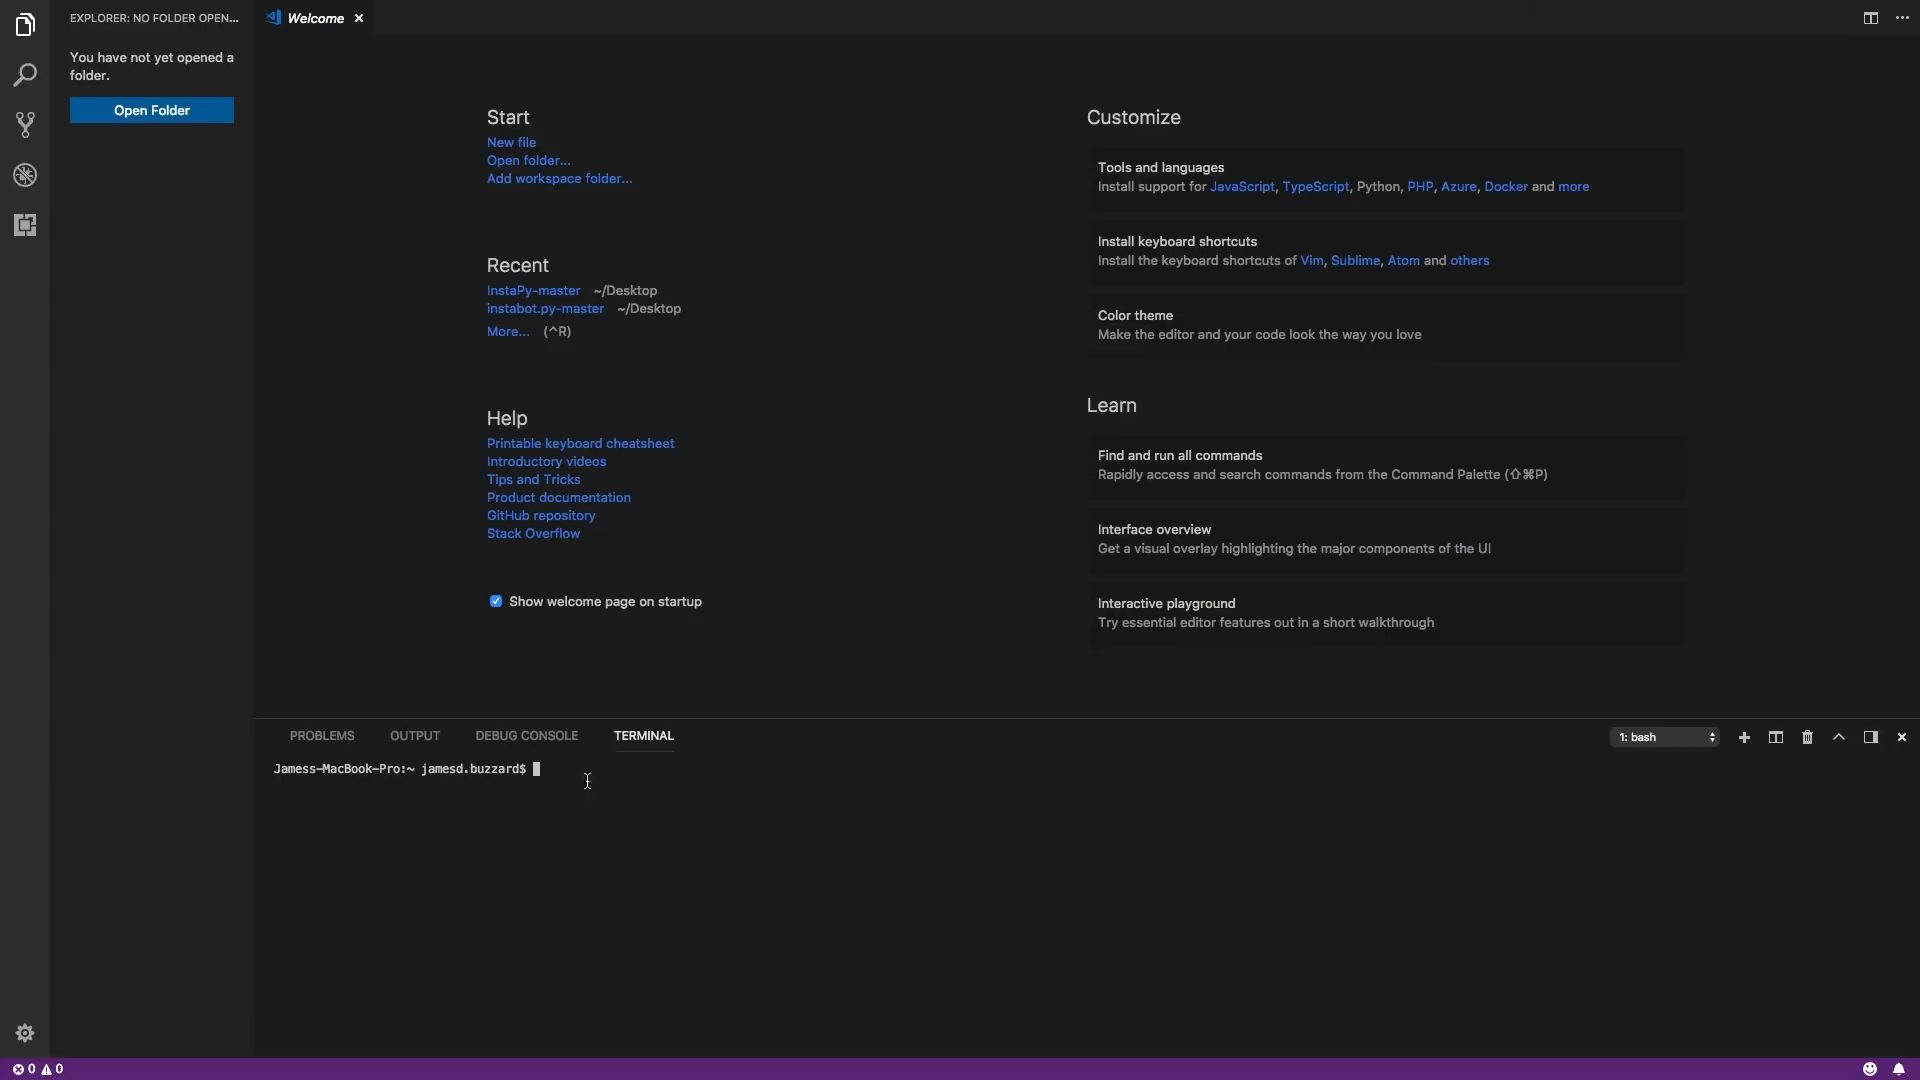 EXPLORER: NO FOLDER OPEN...
You have not yet opened a
folder.
Open Folder
Welcome
Start
New file
Open folder...
Add workspace folder...
Recent
InstaPy-master ~/Desktop
instabot.py-master ~/Desktop
More... (^R)
Help
Printable keyboard cheatsheet
Introductory videos
Tips and Tricks
Product documentation
GitHub repository
Stack Overflow
Show welcome page on startup
Customize
Tools and languages
Install support for JavaScript, TypeScript, Python, PHP, Azure, Docker and more
Install keyboard shortcuts
Install the keyboard shortcuts of Vim, Sublime, Atom and others
Color theme
Make the editor and your code look the way you love
Learn
Find and run all commands
Rapidly access and search commands from the Command Palette (⇧⌘P)
Interface overview
Get a visual overlay highlighting the major components of the UI
Interactive playground
Try essential editor features out in a short walkthrough
PROBLEMS OUTPUT DEBUG CONSOLE TERMINAL 1: bash
Jamess-MacBook-Pro:~ jamesd.buzzard$
0 0